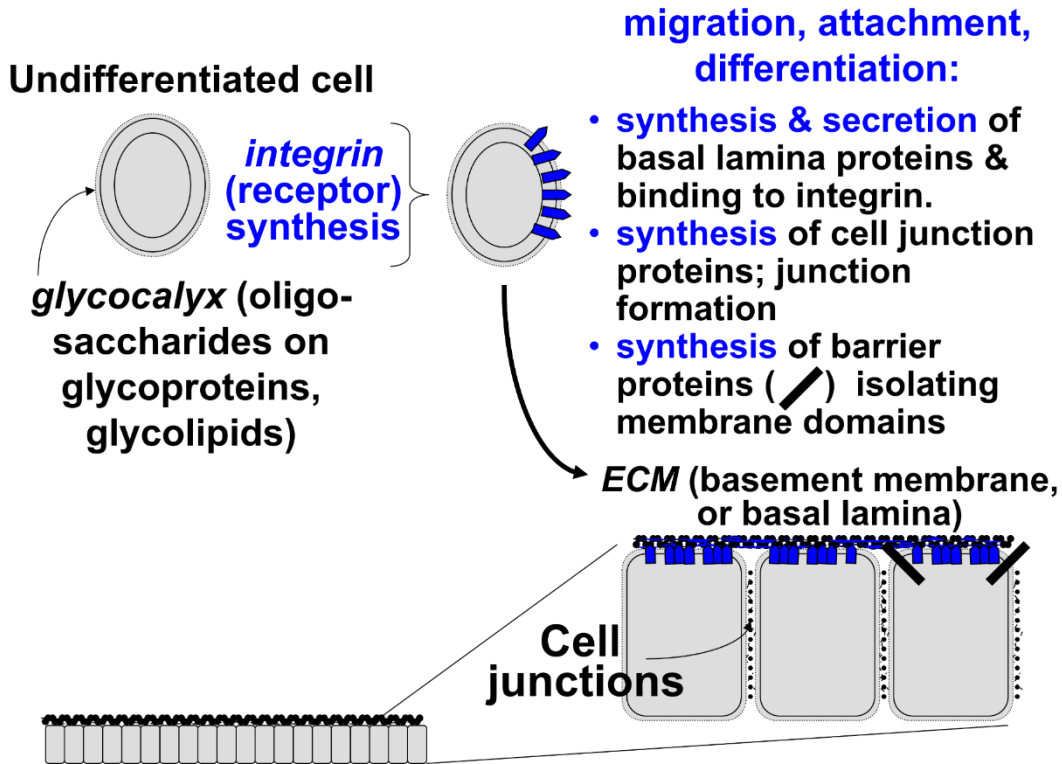 Undifferentiated cell
integrin
(receptor)
synthesis
glycocalyx (oligo-
saccharides on
glycoproteins,
glycolipids)
migration, attachment,
differentiation:
• synthesis & secretion of
basal lamina proteins &
binding to integrin.
• synthesis of cell junction
proteins; junction
formation
• synthesis of barrier
proteins ( ) isolating
membrane domains
ECM (basement membrane,
or basal lamina)
Cell
junctions